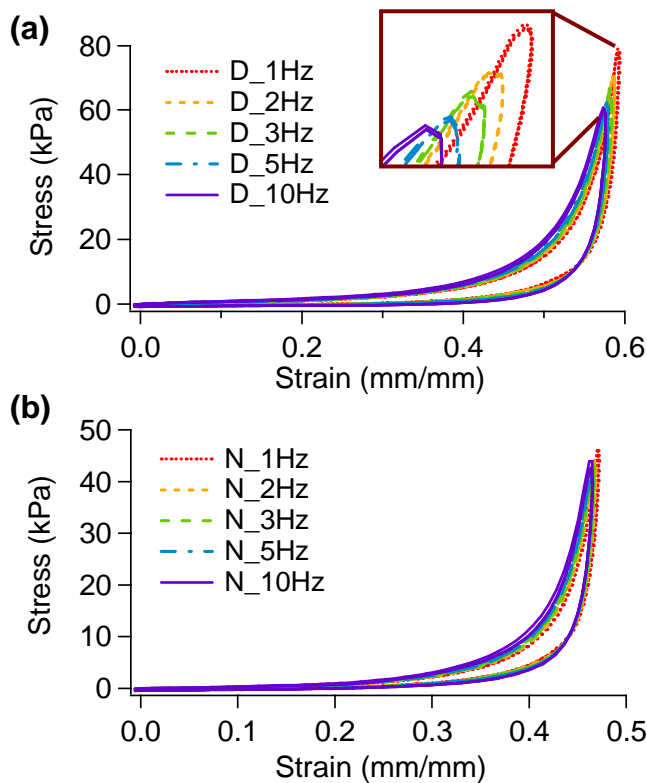 (a)
80
60
40
20
0
Stress (kPa)
D_1Hz
D_2Hz
D_3Hz
D_5Hz
D_10Hz
0.0 0.2 0.4 0.6
Strain (mm/mm)
(b)
50
40
30
20
10
0
Stress (kPa)
N_1Hz
N_2Hz
N_3Hz
N_5Hz
N_10Hz
0.0 0.1 0.2 0.3 0.4 0.5
Strain (mm/mm)